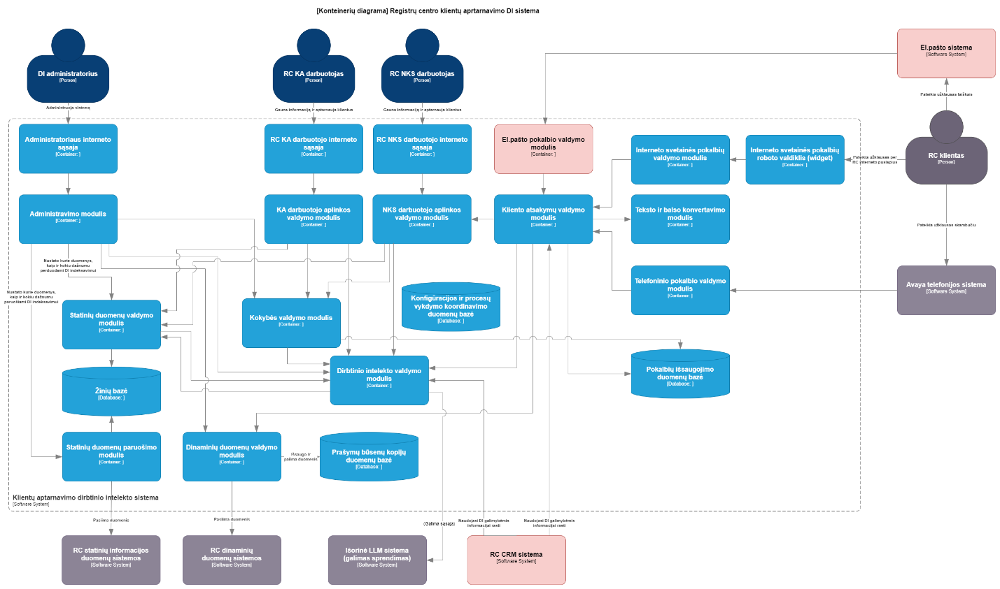 [Konteinerių diagrama] Registrų centro klientų aprtarnavimo DI sistema
DI administratorius
[Person]
RC KA darbuotojas
[Person]
RC NKS darbuotojas
[Person]
El.pašto sistema
[Software System]
Administruoja sistemą
Gauna informaciją ir aptarnauja klientus
Gauna informaciją ir aptarnauja klientus
Pateikia užklausas laiškais
Administratoriaus interneto
sąsaja
[Container: ]
RC KA darbuotojo interneto
sąsaja
[Container: ]
RC NKS darbuotojo interneto
sąsaja
[Container: ]
El.pašto pokalbio valdymo
modulis
[Container: ]
Interneto svetainės pokalbių
valdymo modulis
[Container: ]
Interneto svetainės pokalbių
roboto valdiklis (widget)
[Container: ]
Pateikia užklausas per
RC interneto puslapius
RC klientas
[Person]
Administravimo modulis
[Container: ]
KA darbuotojo aplinkos
valdymo modulis
[Container: ]
NKS darbuotojo aplinkos
valdymo modulis
[Container: ]
Kliento atsakymų valdymo
modulis
[Container: ]
Teksto ir balso konvertavimo
modulis
[Container: ]
Pateikia užklausas skambučiu
Nustato kurie duomenys,
kaip ir kokiu dažnumu
perduodami DI indeksavimui
Nustato kurie duomenys,
kaip ir kokiu dažnumu
paruošiami DI indeksavimui
Telefoninio pokalbio valdymo
modulis
[Container: ]
Avaya telefonijos sistema
[Software System]
Statinių duomenų valdymo
modulis
[Container: ]
Kokybės valdymo modulis
[Container: ]
Konfigūracijos ir procesų
vykdymo koordinavimo
duomenų bazė
[Database: ]
Dirbtinio intelekto valdymo
modulis
[Container: ]
Pokalbių išsaugojimo
duomenų bazė
[Database: ]
Žinių bazė
[Database: ]
Statinių duomenų paruošimo
modulis
[Container: ]
Dinaminių duomenų valdymo
modulis
[Container: ]
Išsaugo ir
paiima duomenis
Prašymų būsenų kopijų
duomenų bazė
[Database: ]
Klientų aptarnavimo dirbtinio intelekto sistema
[Software System]
Pasiima duomenis
Pasiima duomenis
(Galima sąsaja)
Naudojasi DI galimybėmis
informacijai rasti
Naudojasi DI galimybėmis
informacijai rasti
RC statinių informacijos
duomenų sistemos
[Software System]
RC dinaminių
duomenų sistemos
[Software System]
Išorinė LLM sistema
(galimas sprendimas)
[Software System]
RC CRM sistema
[Software System]